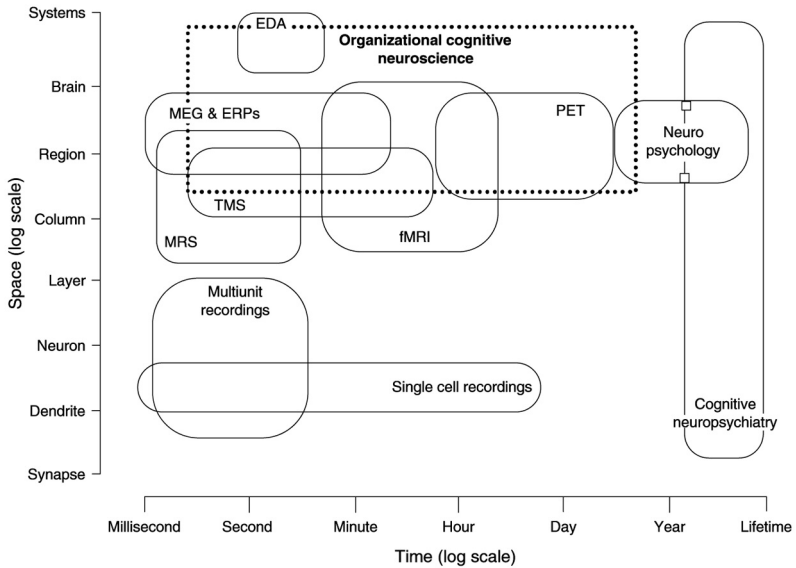 Systems
EDA
Organizational cognitive
neuroscience
Brain
MEG & ERPs
PET
Neuro
psychology
Region
TMS
Column
MRS
fMRI
Space (log scale)
Layer
Multiunit
recordings
Neuron
Single cell recordings
Dendrite
Cognitive
neuropsychiatry
Synapse
Millisecond
Second
Minute
Hour
Day
Year
Lifetime
Time (log scale)